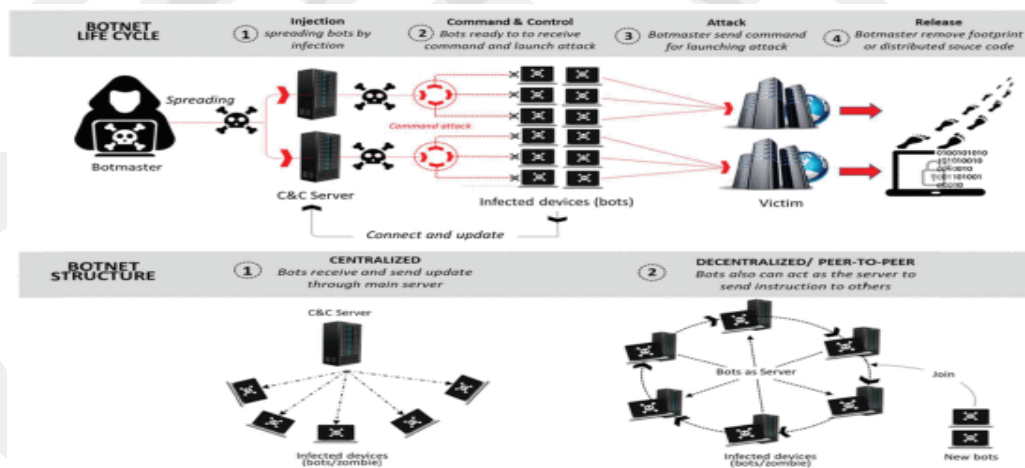 BOTNET
LIFE CYCLE
1
Injection
spreading bots by
infection
2
Command & Control
Bots ready to to receive
command and launch attack
3
Attack
Botmaster send command
for launching attack
4
Release
Botmaster remove footprint
or distributed souce code
Spreading
Command attack
Botmaster
C&C Server
Infected devices (bots)
Victim
Connect and update
BOTNET
STRUCTURE
1
CENTRALIZED
Bots receive and send update
through main server
2
DECENTRALIZED/ PEER-TO-PEER
Bots also can act as the server to
send instruction to others
C&C Server
Infected devices
(bots/zombie)
Bots as Server
Join
Infected devices
(bots/zombie)
New bots